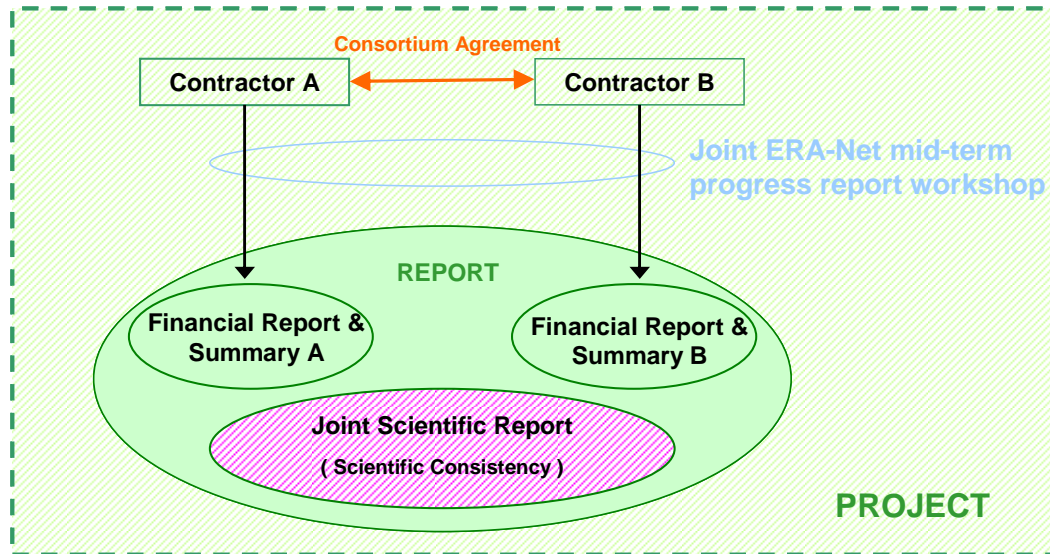 Consortium Agreement
Contractor A
Contractor B
Joint ERA-Net mid-term
progress report workshop
REPORT
Financial Report &
Summary A
Financial Report &
Summary B
Joint Scientific Report
( Scientific Consistency )
PROJECT